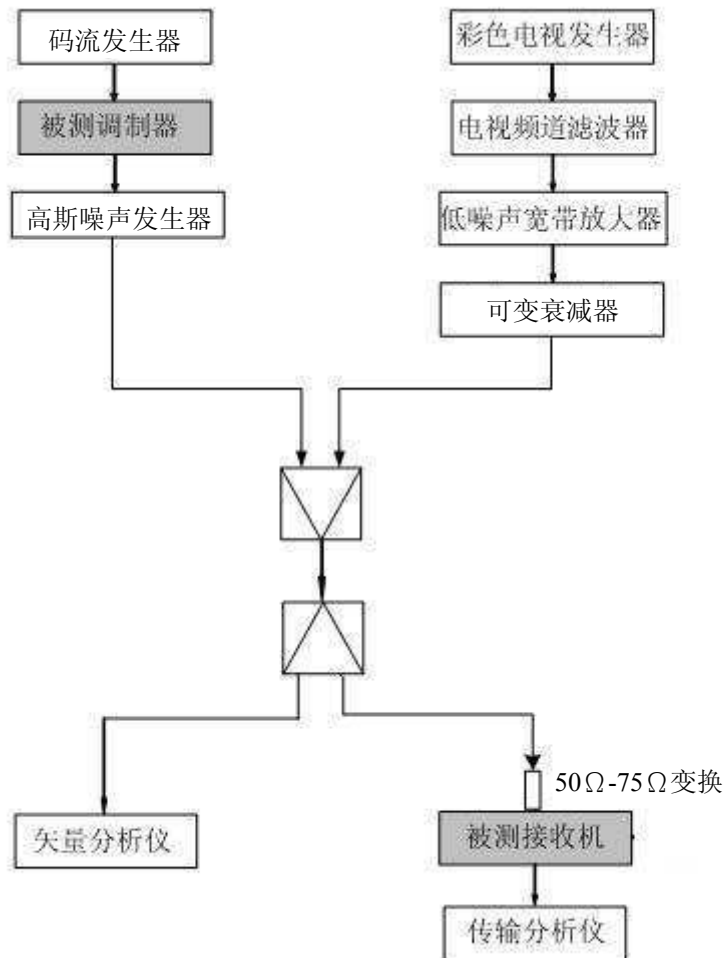 码流发生器
被测调制器
高斯噪声发生器
彩色电视发生器
电视频道滤波器
低噪声宽带放大器
可变衰减器
矢量分析仪
50Ω-75Ω变换
被测接收机
传输分析仪